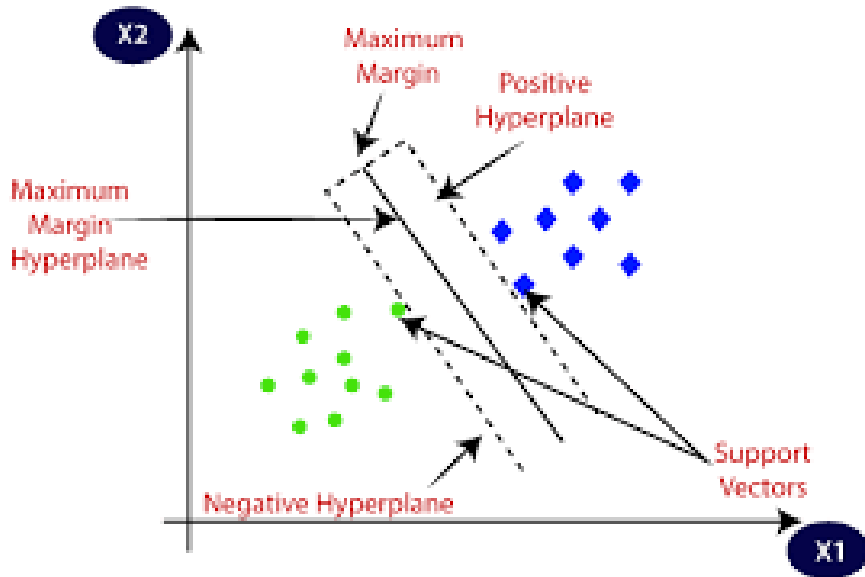 X2
Maximum
Margin
Positive
Hyperplane
Maximum
Margin
Hyperplane
Support
Vectors
Negative Hyperplane
X1